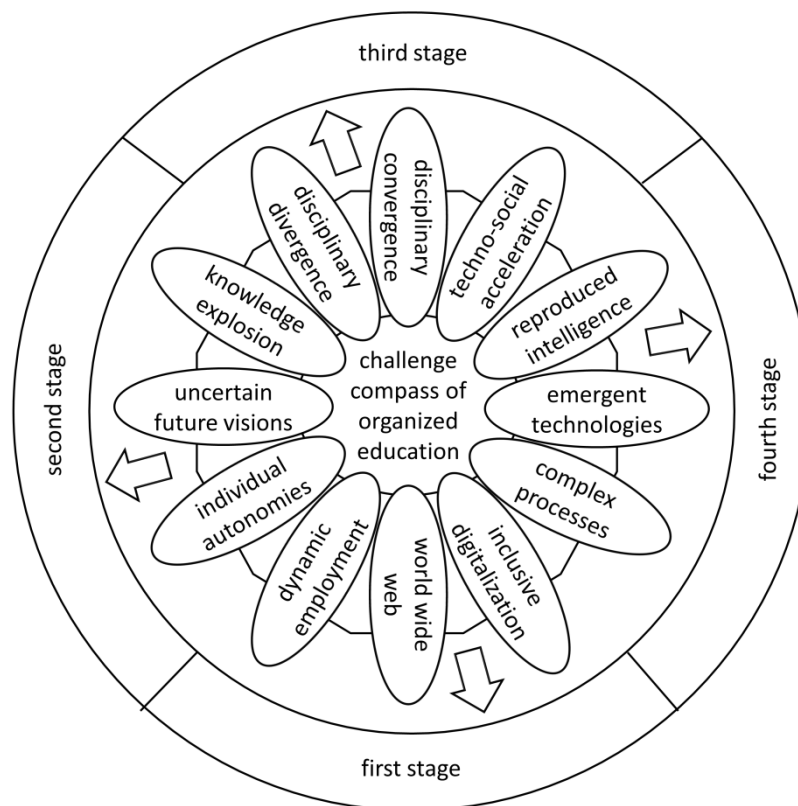 third stage
disciplinary
convergence
techno-social
acceleration
reproduced
intelligence
emergent
technologies
complex
processes
inclusive
digitalization
world wide
web
dynamic
employment
individual
autonomies
uncertain
future visions
knowledge
explosion
disciplinary
divergence
challenge
compass of
organized
education
second stage
fourth stage
first stage